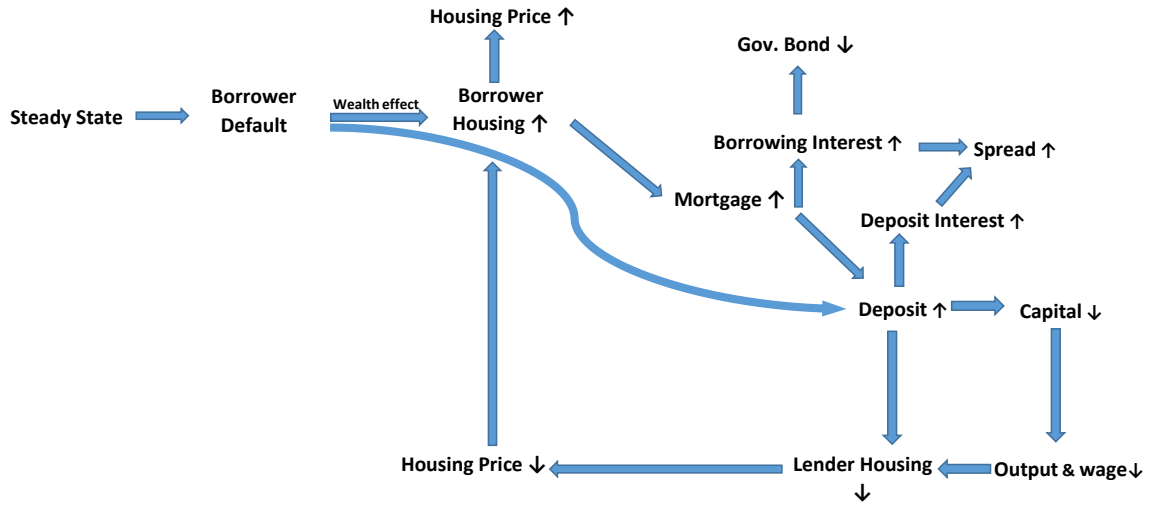 Housing Price ↑
Gov. Bond ↓
Steady State
Borrower
Default
Wealth effect
Borrower
Housing ↑
Borrowing Interest ↑
Spread ↑
Mortgage ↑
Deposit Interest ↑
Deposit ↑
Capital ↓
Housing Price ↓
Lender Housing
↓
Output & wage↓